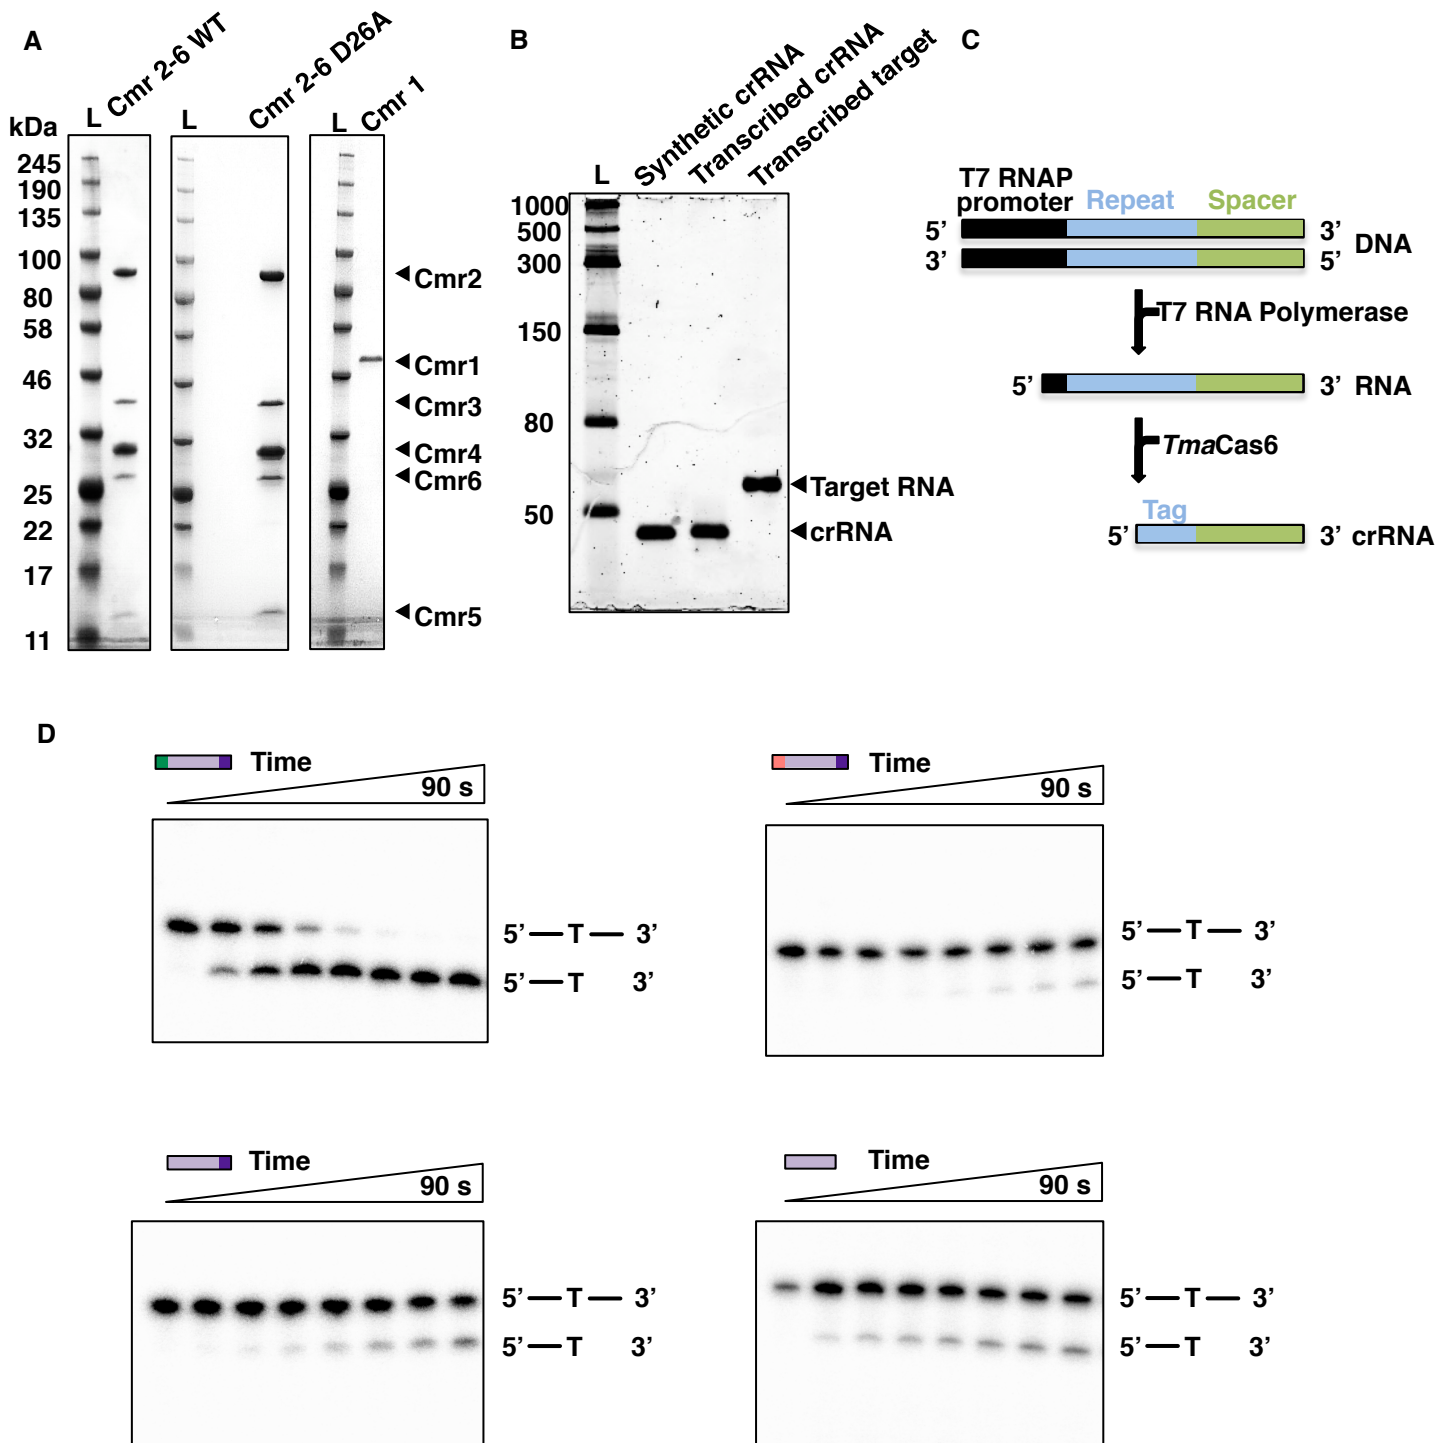 A
Cmr 2-6 WT
Cmr 2-6 D26A
Cmr 1
kDa
L
L
L
245
190
135
100
80
58
46
32
25
22
17
11
Cmr2
Cmr1
Cmr3
Cmr4
Cmr6
Cmr5
B
L
Synthetic crRNA
Transcribed crRNA
Transcribed target
1000
500
300
150
80
50
Target RNA
crRNA
C
T7 RNAP
promoter
Repeat
Spacer
5’ 3’
DNA
3’ 5’
T7 RNA Polymerase
5’ 3’ RNA
TmaCas6
Tag
5’ 3’ crRNA
D
Time
90 s
5’ — T — 3’
5’ — T 3’
Time
90 s
5’ — T — 3’
5’ — T 3’
Time
90 s
5’ — T — 3’
5’ — T 3’
Time
90 s
5’ — T — 3’
5’ — T 3’